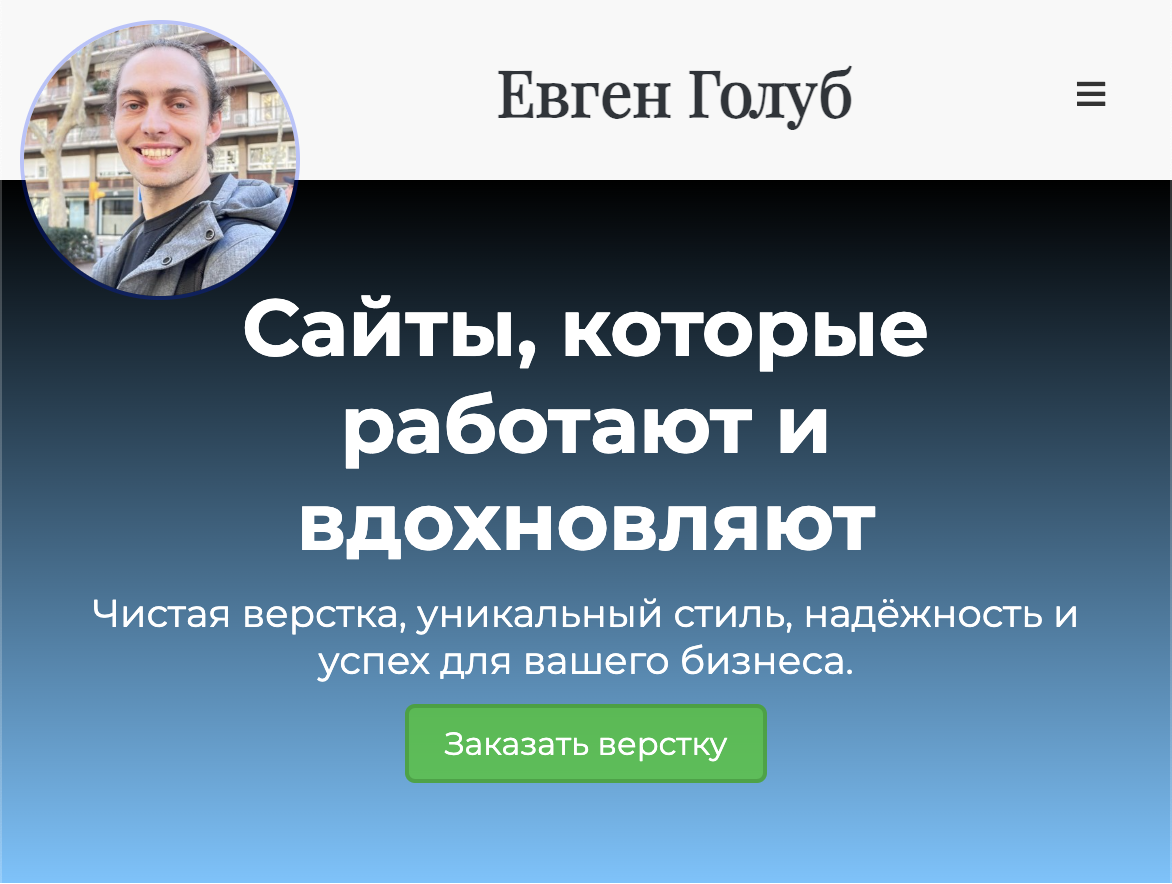 Евген Голуб
Сайты, которые
работают и
вдохновляют
Чистая верстка, уникальный стиль, надёжность и
успех для вашего бизнеса.
Заказать верстку